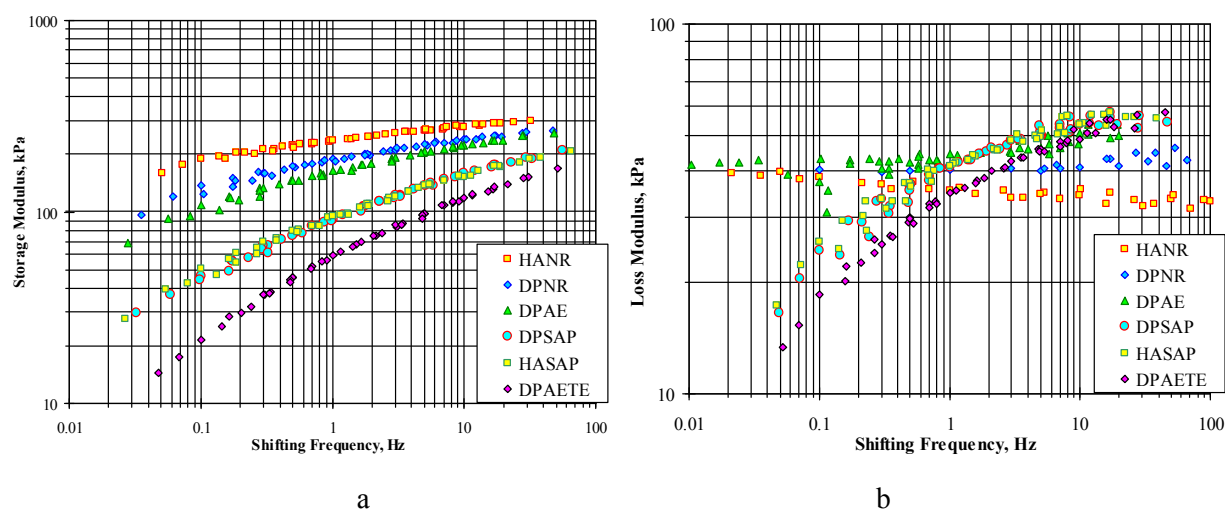 1000
100
10
Storage Modulus, kPa
0.01 0.1 1 10 100
Shifting Frequency, Hz
HANR
DPNR
DPAE
DPSAP
HASAP
DPAETE
a
100
10
Loss Modulus, kPa
0.01 0.1 1 10 100
Shifting Frequency, Hz
HANR
DPNR
DPAE
DPSAP
HASAP
DPAETE
b